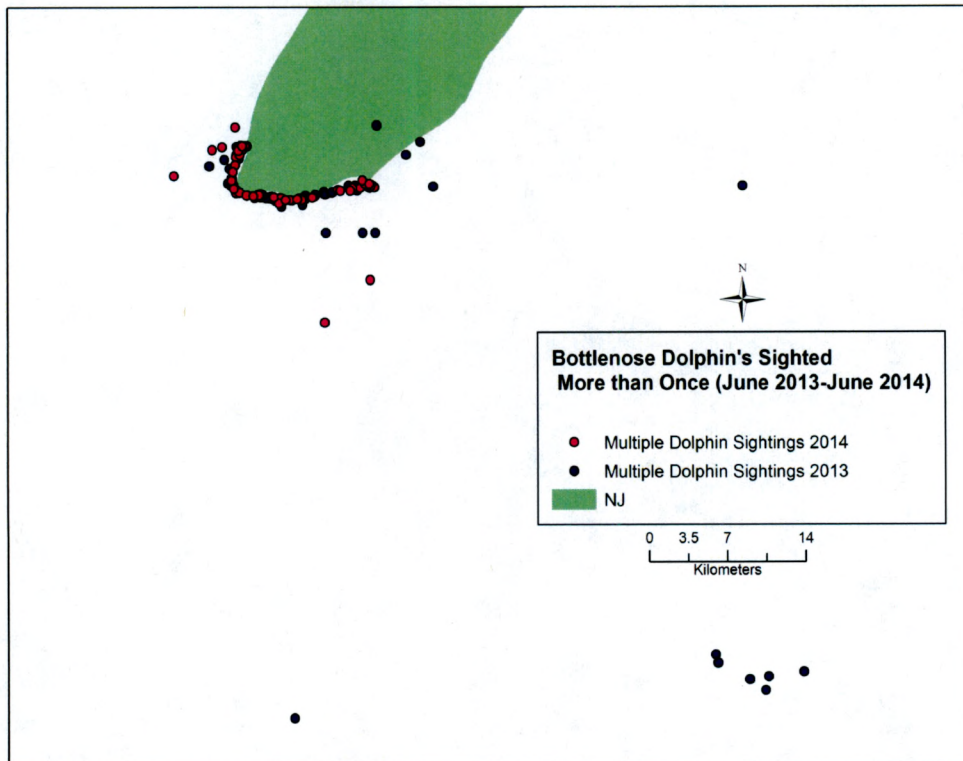 N
Bottlenose Dolphin's Sighted
More than Once (June 2013-June 2014)
Multiple Dolphin Sightings 2014
Multiple Dolphin Sightings 2013
NJ
0 3.5 7 14
Kilometers